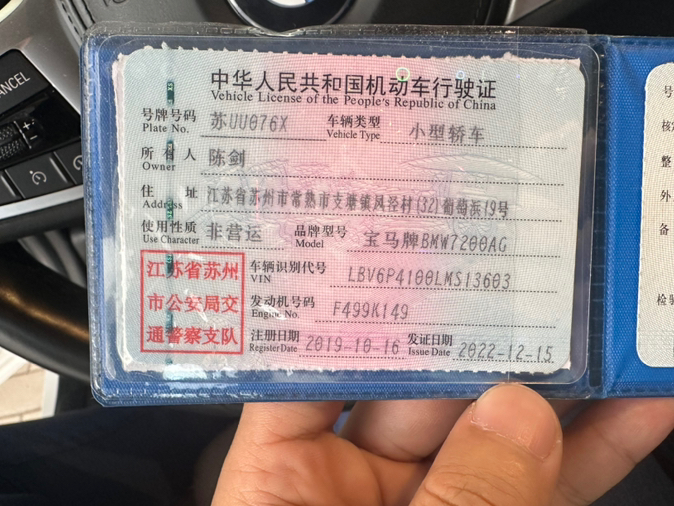 CANCEL
中华人民共和国机动车行驶证
Vehicle License of the People's Republic of China
号牌号码 苏UU076X 车辆类型 小型轿车
Plate No. Vehicle Type
所有人 陈剑
Owner
住址 江苏省苏州市常熟市支塘镇凤泾村(32)葡萄浜19号
Address
使用性质 非营运 品牌型号 宝马牌BMW7200AG
Use Character Model
江苏省苏州
市公安局交
通警察支队
车辆识别代号 LBV6P4100LMS13603
VIN
发动机号码 F499K149
Engine No.
注册日期 2019-10-16 发证日期 2022-12-15
Register Date Issue Date
号
核定
整
外
备
检验